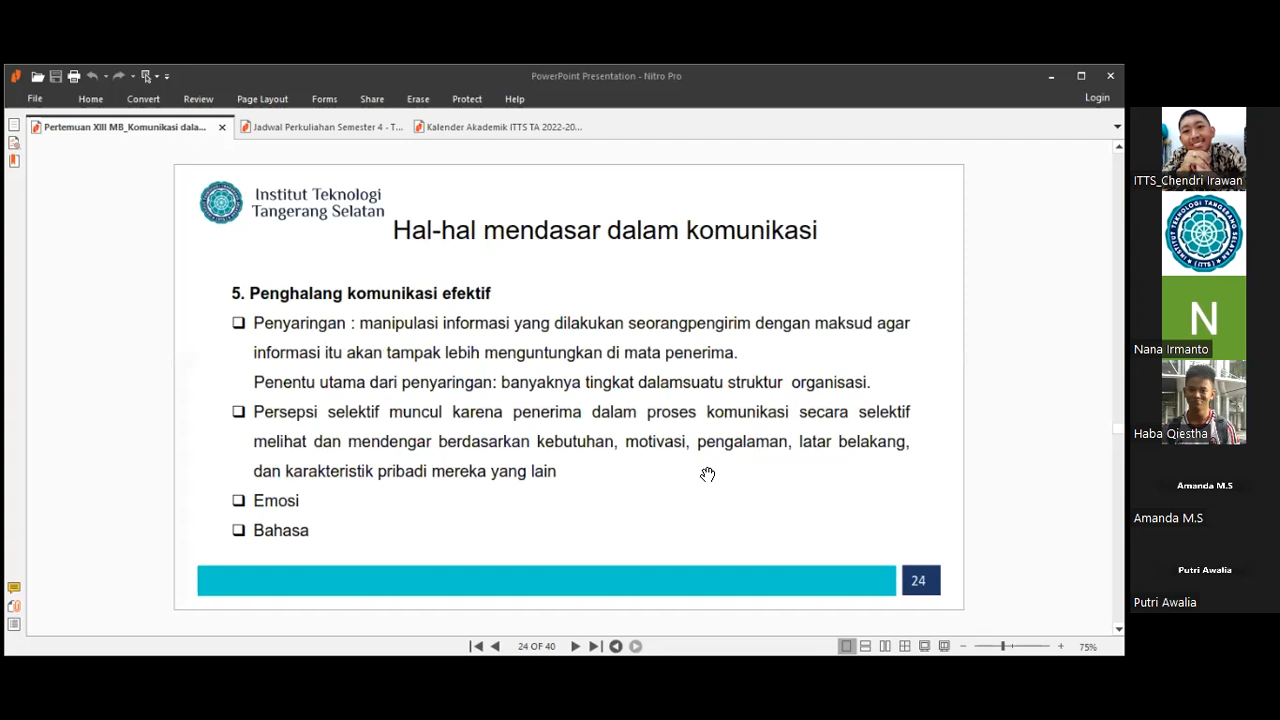 PowerPoint Presentation - Nitro Pro
File Home Convert Review Page Layout Forms Share Erase Protect Help Login
Pertemuan XIII MB_Komunikasi dala... Jadwal Perkuliahan Semester 4 - T... Kalender Akademik ITTS TA 2022-20...
Institut Teknologi
Tangerang Selatan
Hal-hal mendasar dalam komunikasi
5. Penghalang komunikasi efektif
Penyaringan : manipulasi informasi yang dilakukan seorangpengirim dengan maksud agar
informasi itu akan tampak lebih menguntungkan di mata penerima.
Penentu utama dari penyaringan: banyaknya tingkat dalamsuatu struktur organisasi.
Persepsi selektif muncul karena penerima dalam proses komunikasi secara selektif
melihat dan mendengar berdasarkan kebutuhan, motivasi, pengalaman, latar belakang,
dan karakteristik pribadi mereka yang lain
Emosi
Bahasa
24
24 OF 40
75%
ITTS_Chendri Irawan
INSTITUT TEKNOLOGI TANGERANG SELATAN
(ITTS)
N
Nana Irmanto
Haba Qiestha
Amanda M.S
Amanda M.S
Putri Awalia
Putri Awalia